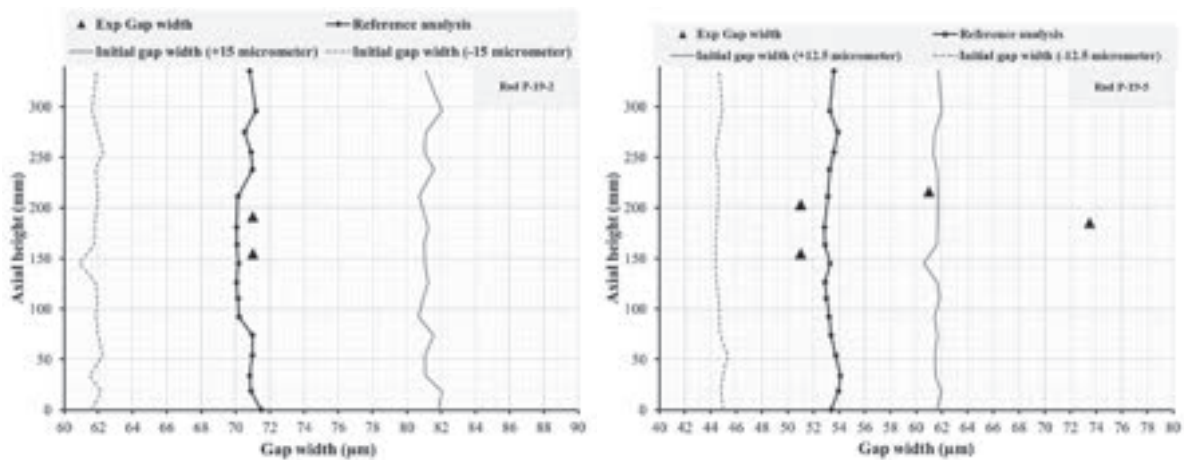 Exp Gap width
Reference analysis
Initial gap width (+15 micrometer)
Initial gap width (-15 micrometer)
Rod P-19-2
Axial height (mm)
300
250
200
150
100
50
0
60 62 64 66 68 70 72 74 76 78 80 82 84 86 88 90
Gap width (µm)
Exp Gap width
Reference analysis
Initial gap width (+12.5 micrometer)
Initial gap width (-12.5 micrometer)
Rod P-19-5
Axial height (mm)
300
250
200
150
100
50
0
40 42 44 46 48 50 52 54 56 58 60 62 64 66 68 70 72 74 76 78 80
Gap width (µm)